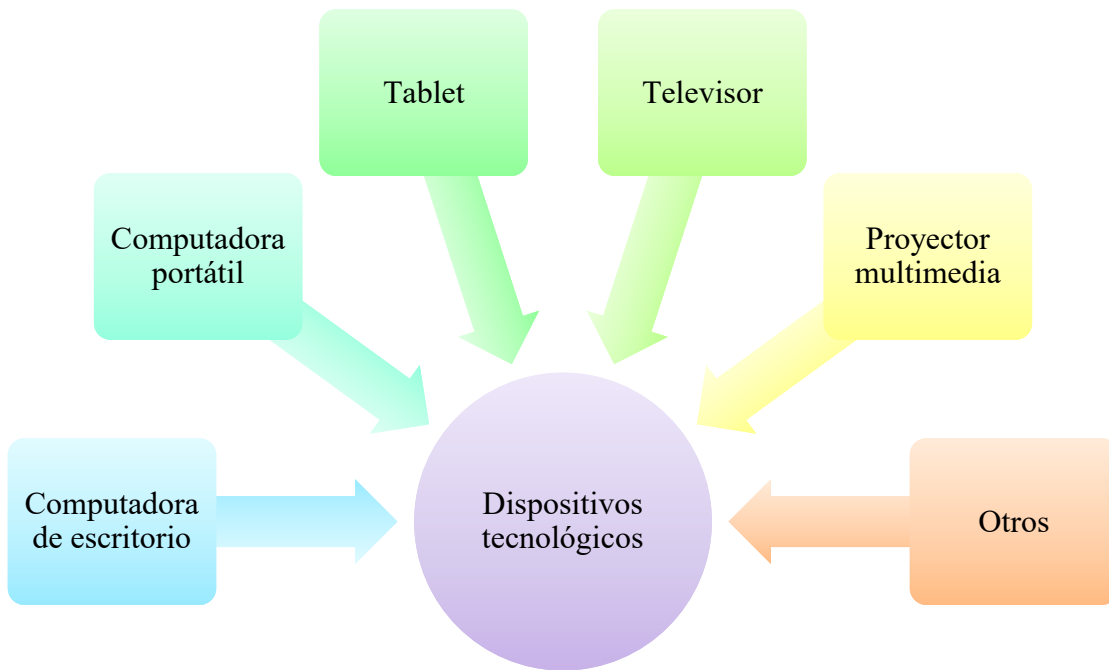 Tablet
Televisor
Computadora
portátil
Proyector
multimedia
Computadora
de escritorio
Dispositivos
tecnológicos
Otros